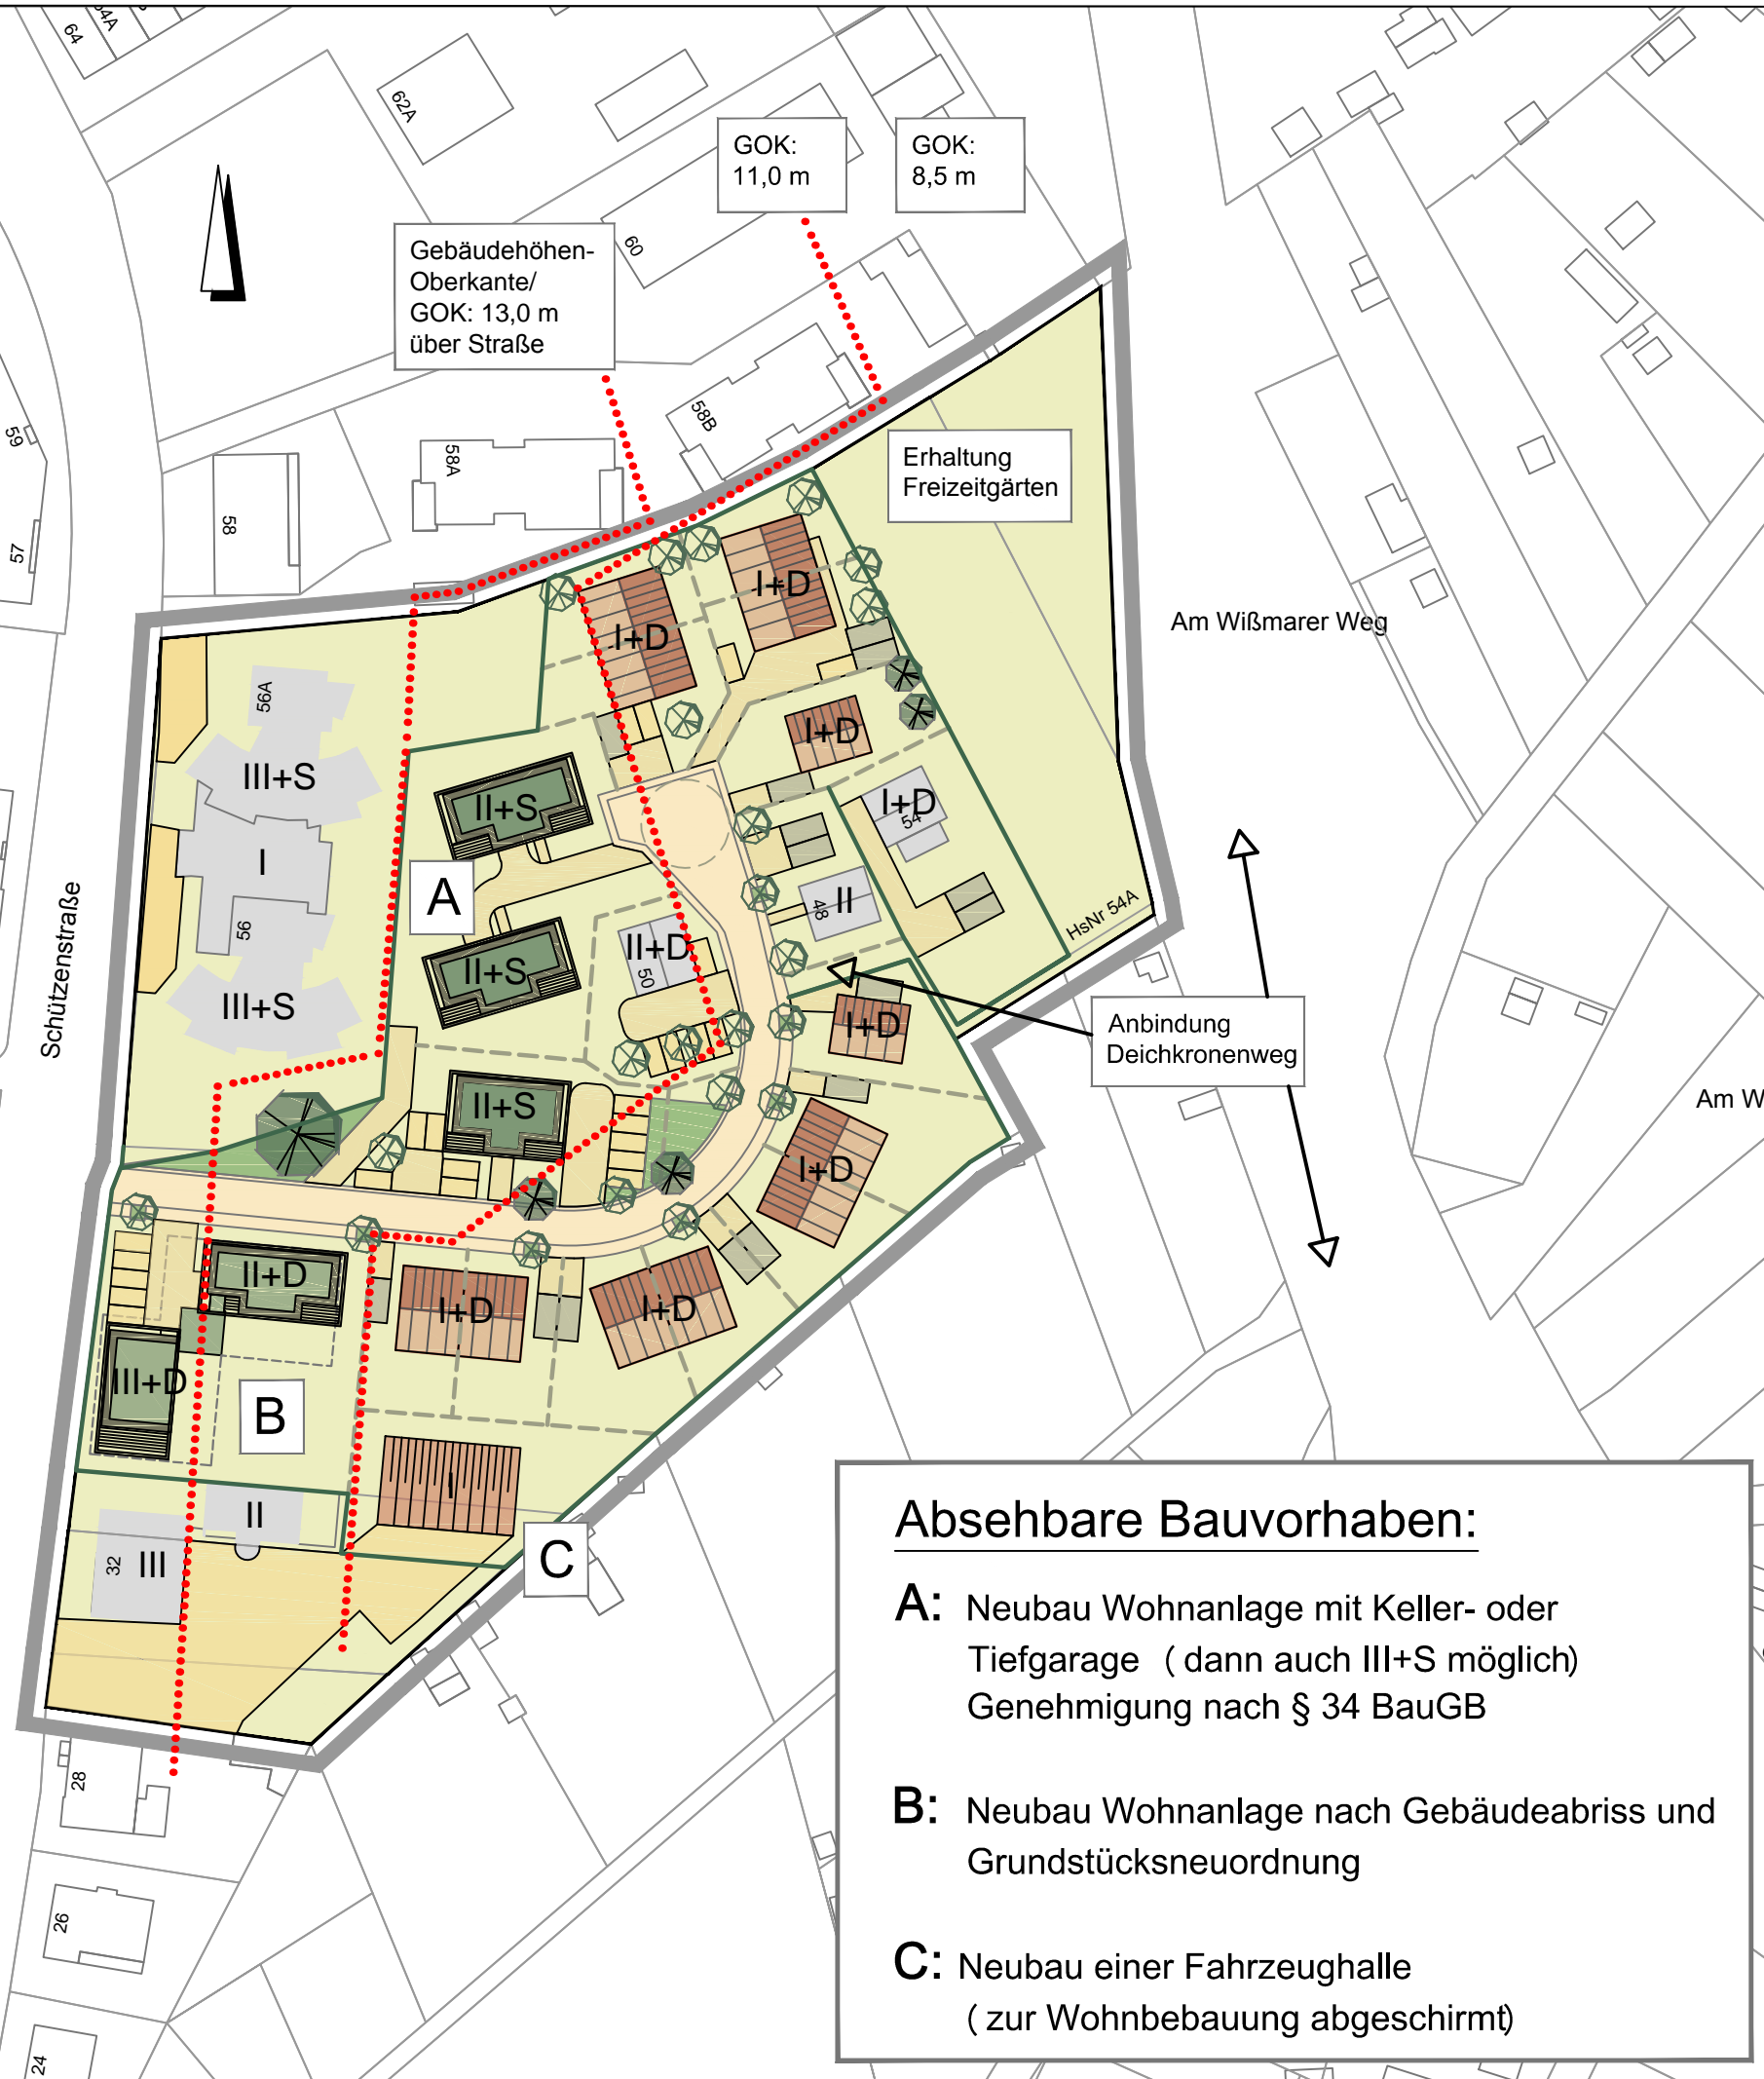 64
64A
62A
GOK:
11,0 m
GOK:
8,5 m
Gebäudehöhen-
Oberkante/
GOK: 13,0 m
über Straße
60
58B
58A
58
59
57
Erhaltung
Freizeitgärten
Am Wißmarer Weg
I+D
I+D
56A
III+S
I+D
II+S
I+D
54
I
A
II
48
HsNr 54A
56
II+D
50
II+S
III+S
Schützenstraße
I+D
Anbindung
Deichkronenweg
Am W
II+S
I+D
II+D
I+D
I+D
III+D
B
I
II
III
32
C
28
26
24
Absehbare Bauvorhaben:
A: Neubau Wohnanlage mit Keller- oder
Tiefgarage ( dann auch III+S möglich)
Genehmigung nach § 34 BauGB
B: Neubau Wohnanlage nach Gebäudeabriss und
Grundstücksneuordnung
C: Neubau einer Fahrzeughalle
( zur Wohnbebauung abgeschirmt)